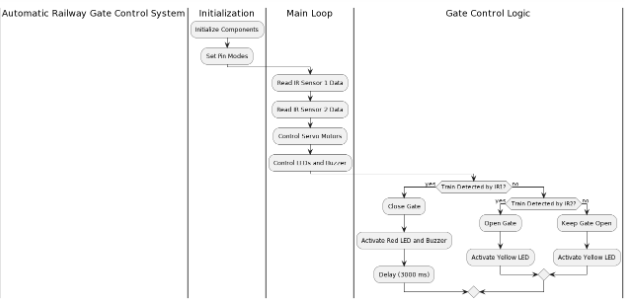 Automatic Railway Gate Control System
Initialization
Main Loop
Gate Control Logic
Initialize Components
Set Pin Modes
Read IR Sensor 1 Data
Read IR Sensor 2 Data
Control Servo Motors
Control LEDs and Buzzer
yes
Train Detected by IR1?
no
Close Gate
yes
Train Detected by IR2?
no
Open Gate
Keep Gate Open
Activate Red LED and Buzzer
Activate Yellow LED
Activate Yellow LED
Delay (3000 ms)